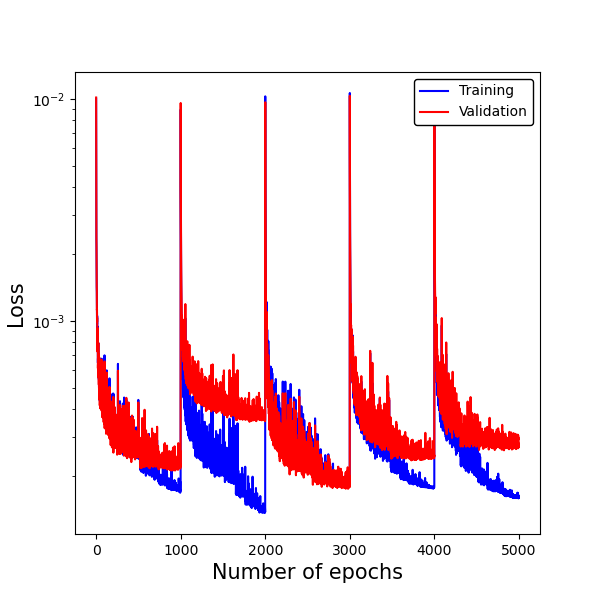 Training
Validation
10⁻²
10⁻³
Loss
0 1000 2000 3000 4000 5000
Number of epochs